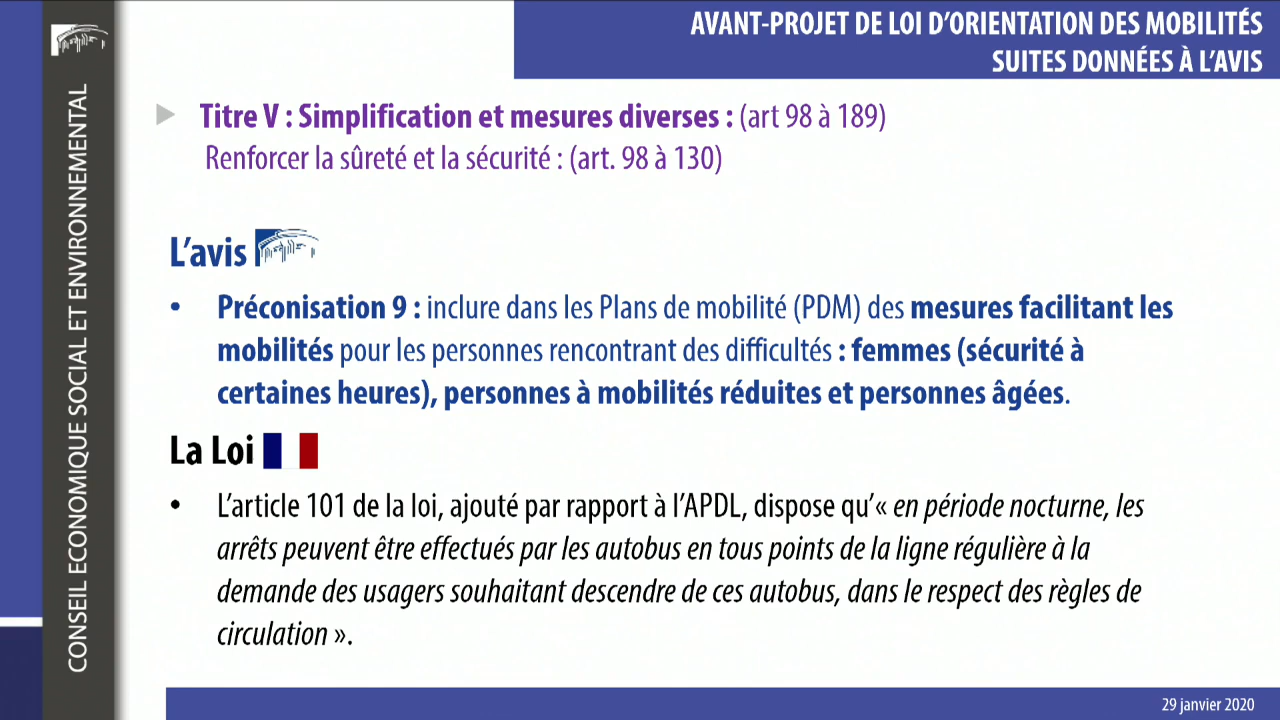 AVANT-PROJET DE LOI D’ORIENTATION DES MOBILITÉS
SUITES DONNÉES À L’AVIS
CONSEIL ECONOMIQUE SOCIAL ET ENVIRONNEMENTAL
Titre V : Simplification et mesures diverses : (art 98 à 189)
Renforcer la sûreté et la sécurité : (art. 98 à 130)
L’avis
• Préconisation 9 : inclure dans les Plans de mobilité (PDM) des mesures facilitant les
mobilités pour les personnes rencontrant des difficultés : femmes (sécurité à
certaines heures), personnes à mobilités réduites et personnes âgées.
La Loi
• L’article 101 de la loi, ajouté par rapport à l’APDL, dispose qu’« en période nocturne, les
arrêts peuvent être effectués par les autobus en tous points de la ligne régulière à la
demande des usagers souhaitant descendre de ces autobus, dans le respect des règles de
circulation ».
29 janvier 2020